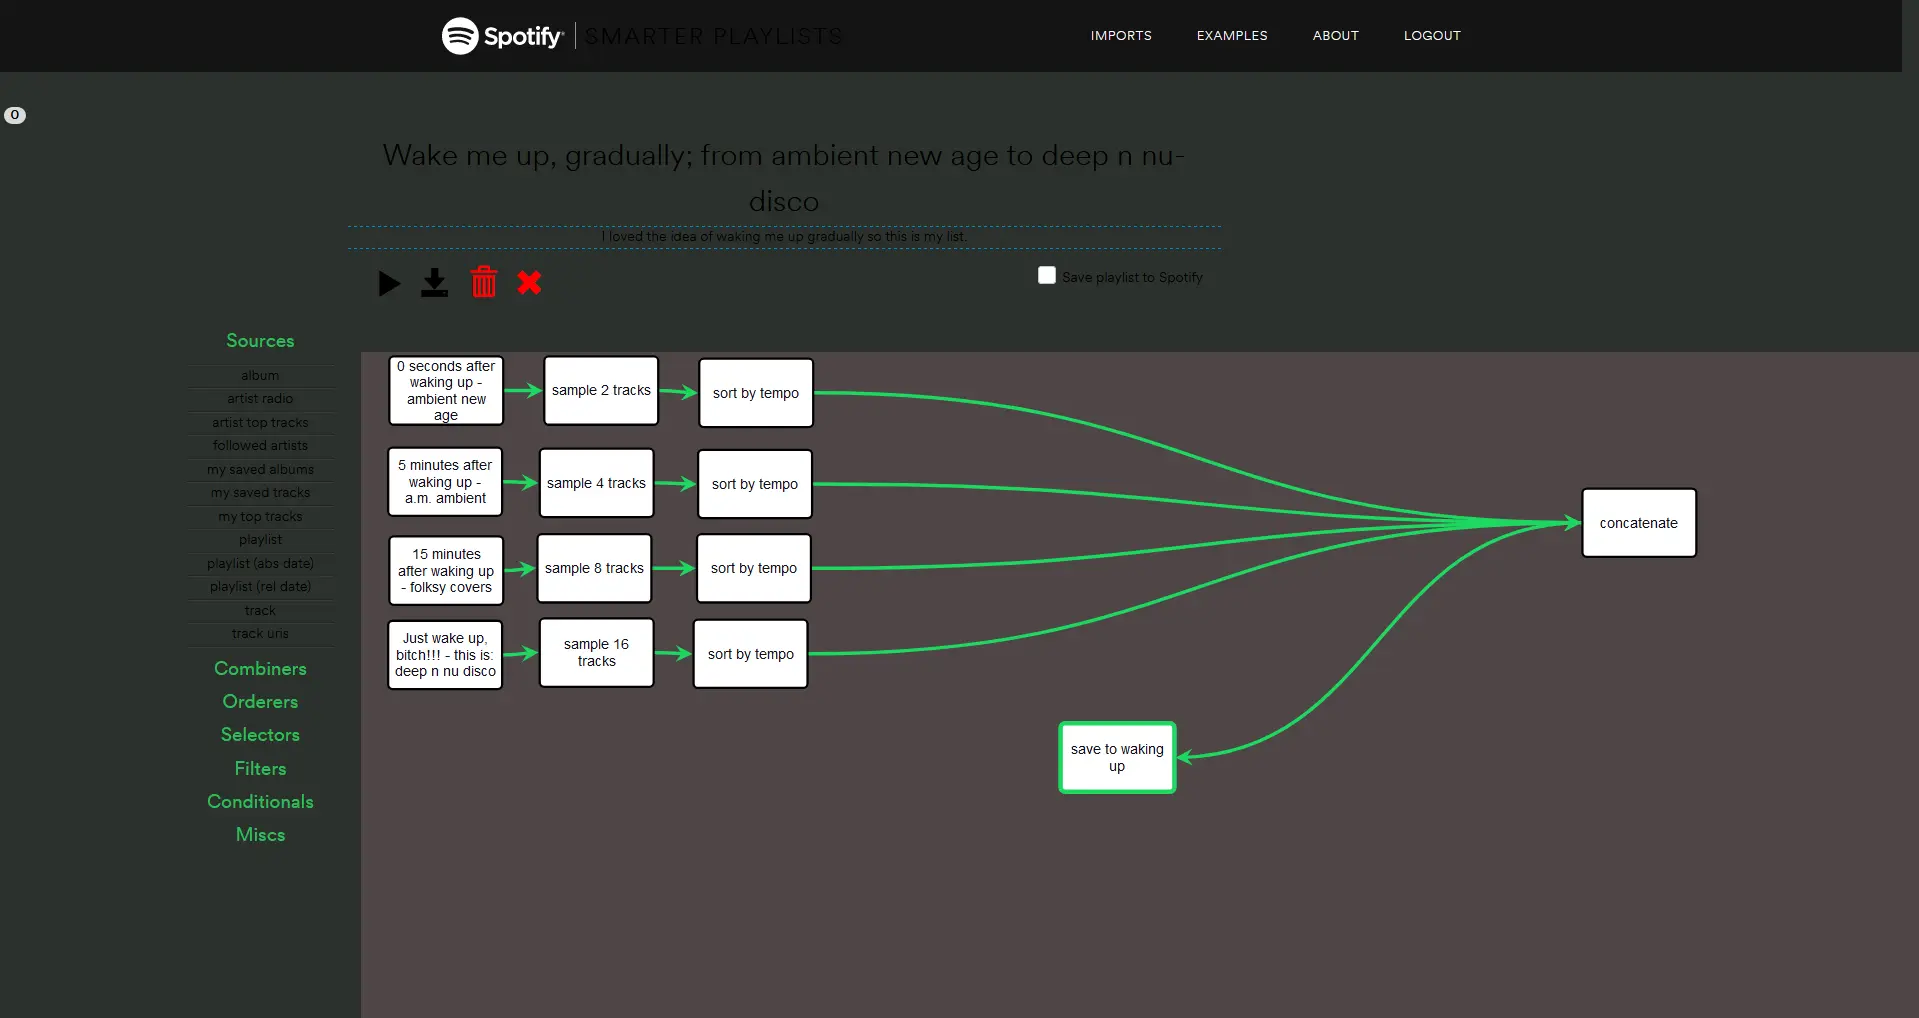 Spotify® SMARTER PLAYLISTS IMPORTS EXAMPLES ABOUT LOGOUT
0
Wake me up, gradually; from ambient new age to deep n nu-
disco
I loved the idea of waking me up gradually so this is my list.
Save playlist to Spotify
Sources
album
artist radio
artist top tracks
followed artists
my saved albums
my saved tracks
my top tracks
playlist
playlist (abs date)
playlist (rel date)
track
track uris
Combiners
Orderers
Selectors
Filters
Conditionals
Miscs
0 seconds after
waking up -
ambient new
age
sample 2 tracks
sort by tempo
5 minutes after
waking up -
a.m. ambient
sample 4 tracks
sort by tempo
15 minutes
after waking up
- folksy covers
sample 8 tracks
sort by tempo
Just wake up,
bitch!!! - this is:
deep n nu disco
sample 16
tracks
sort by tempo
concatenate
save to waking
up